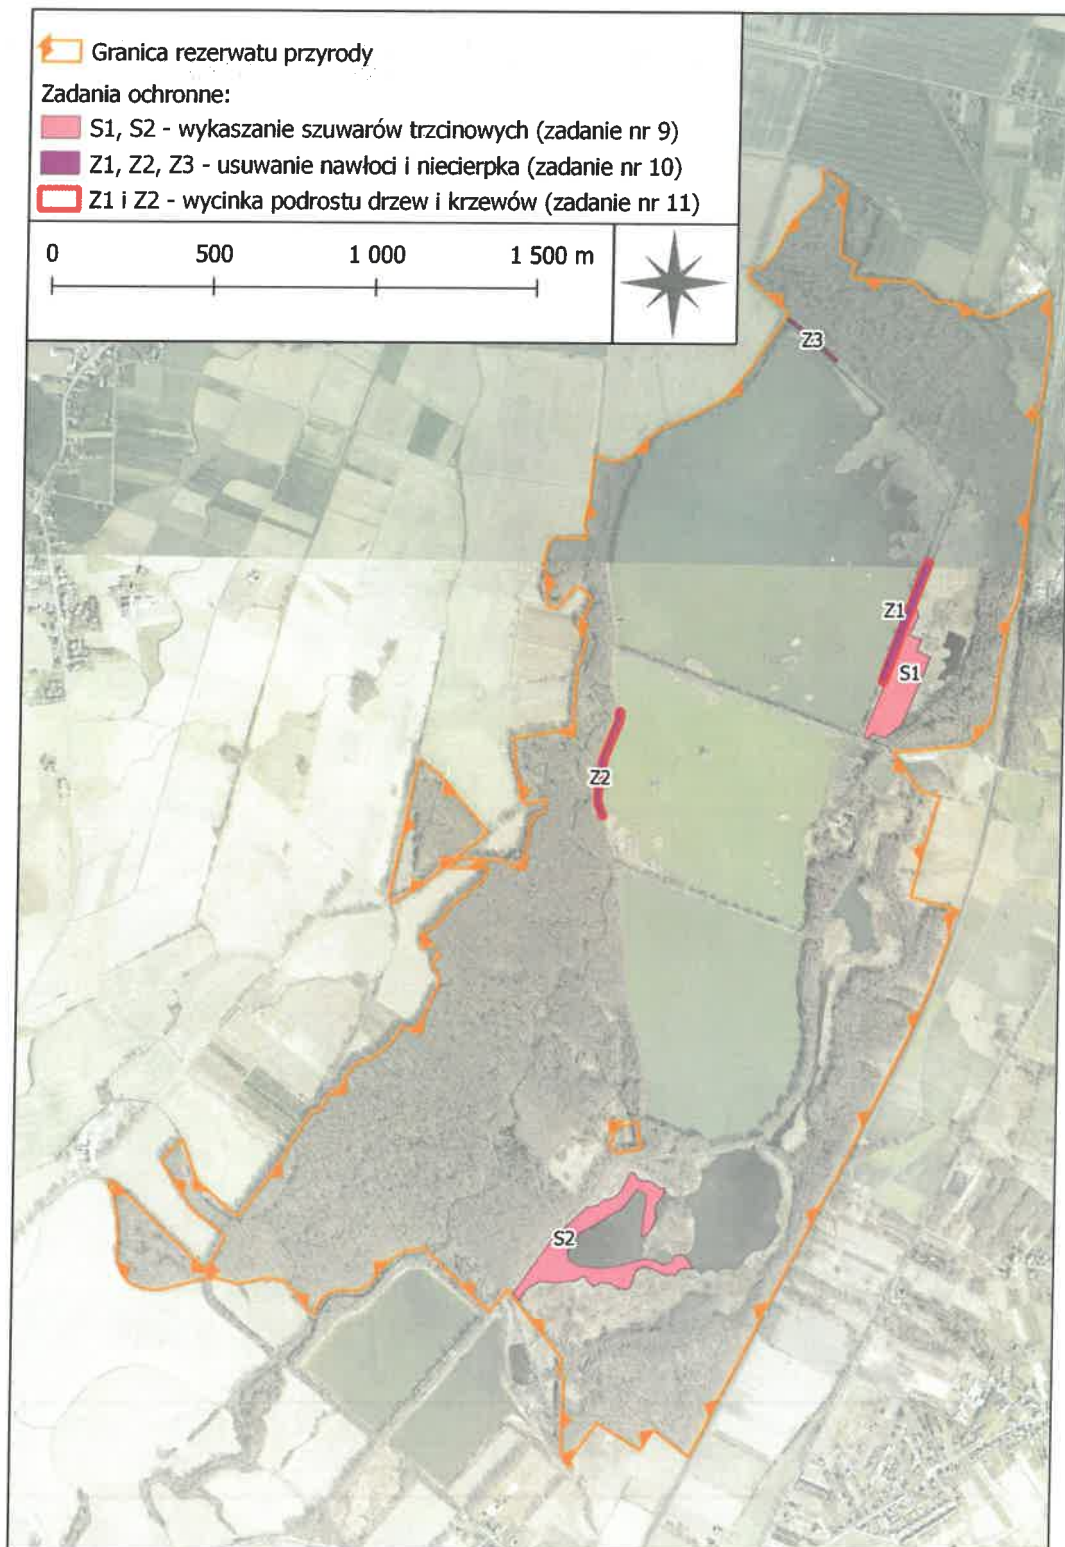 Granica rezerwatu przyrody
Zadania ochronne:
S1, S2 - wykaszanie szuwarów trzcinowych (zadanie nr 9)
Z1, Z2, Z3 - usuwanie nawłoci i niecierpka (zadanie nr 10)
Z1 i Z2 - wycinka podrostu drzew i krzewów (zadanie nr 11)
0 500 1 000 1 500 m
Z3
Z1
S1
Z2
S2